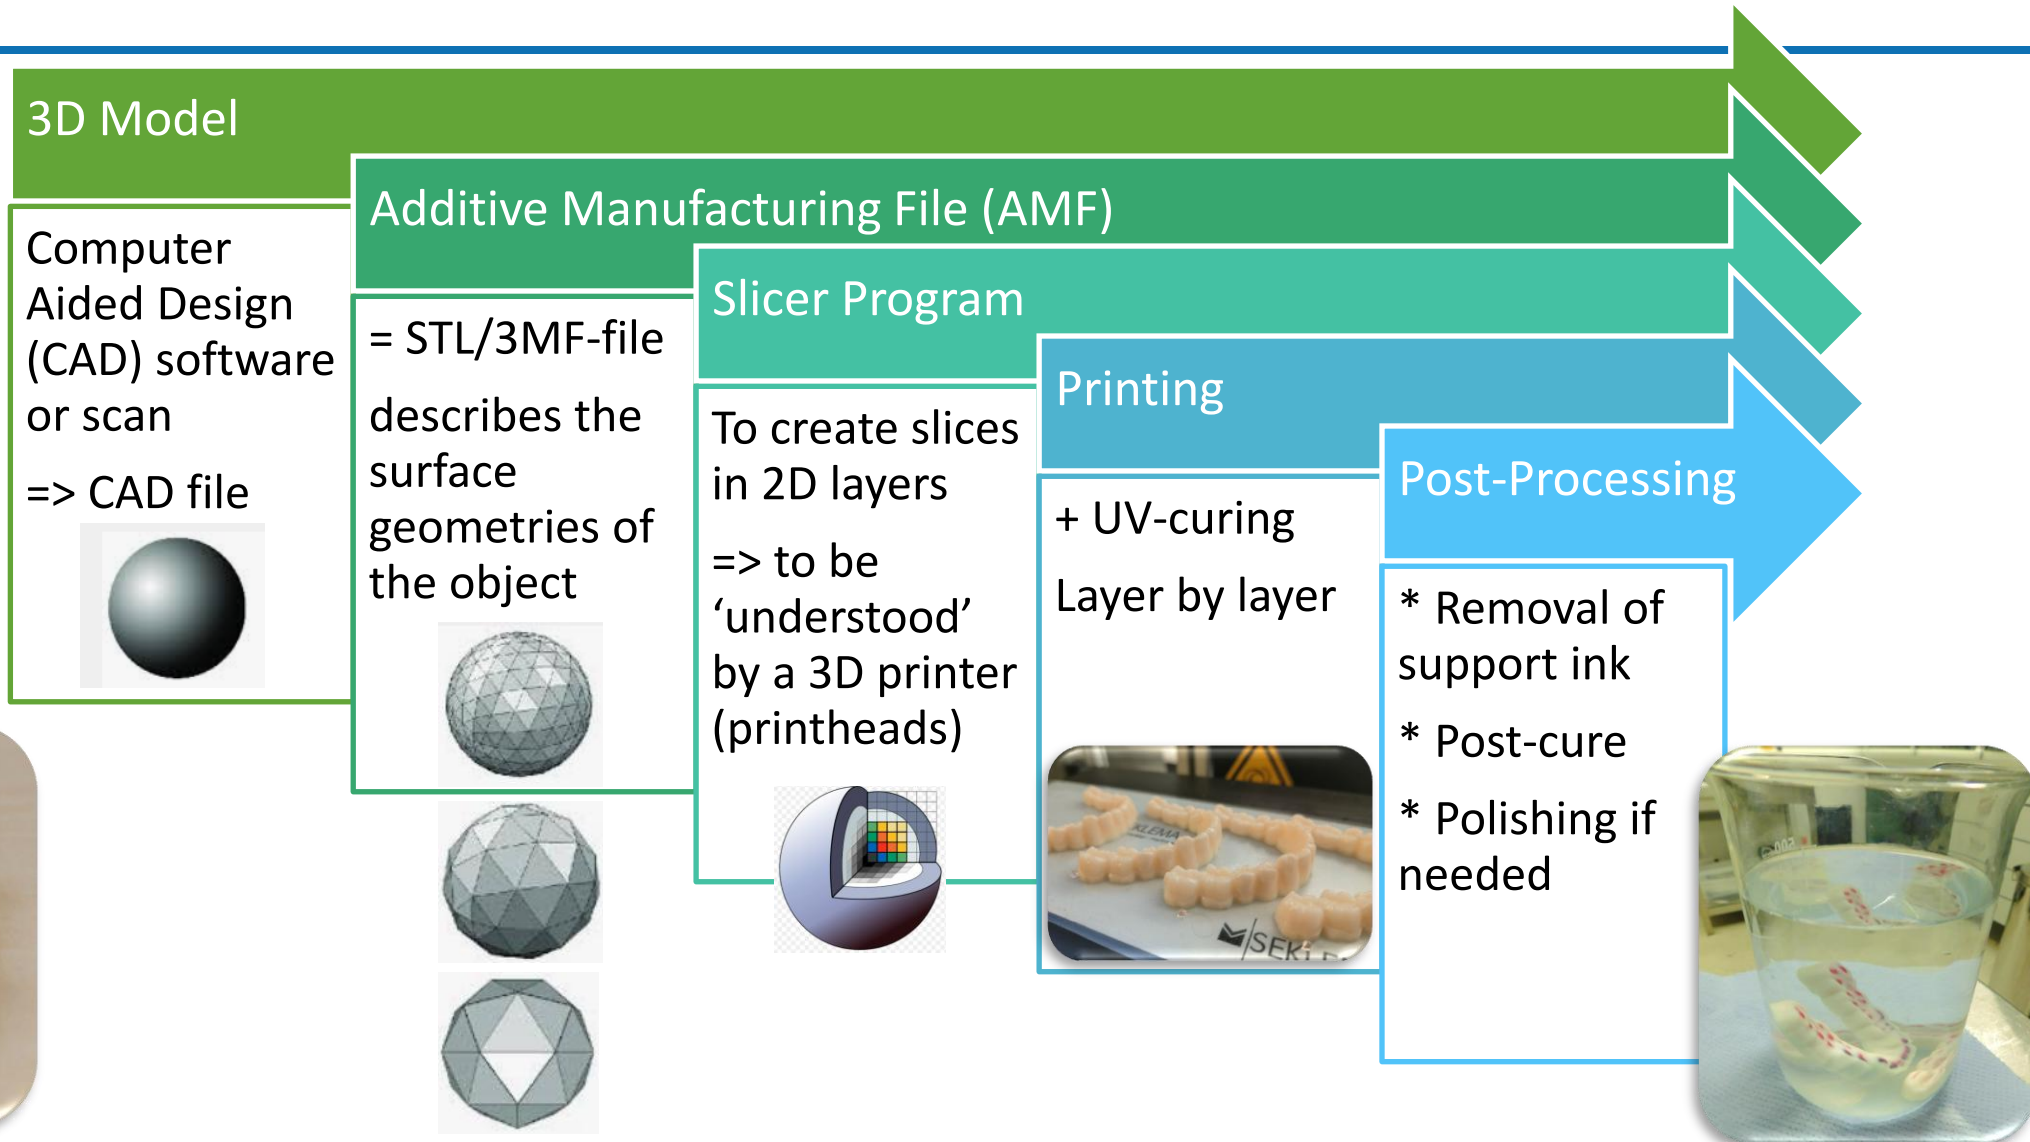 3D Model
Additive Manufacturing File (AMF)
Slicer Program
Printing
Post-Processing
Computer
Aided Design
(CAD) software
or scan
=> CAD file
= STL/3MF-file
describes the
surface
geometries of
the object
To create slices
in 2D layers
=> to be
‘understood’
by a 3D printer
(printheads)
+ UV-curing
Layer by layer
* Removal of
support ink
* Post-cure
* Polishing if
needed